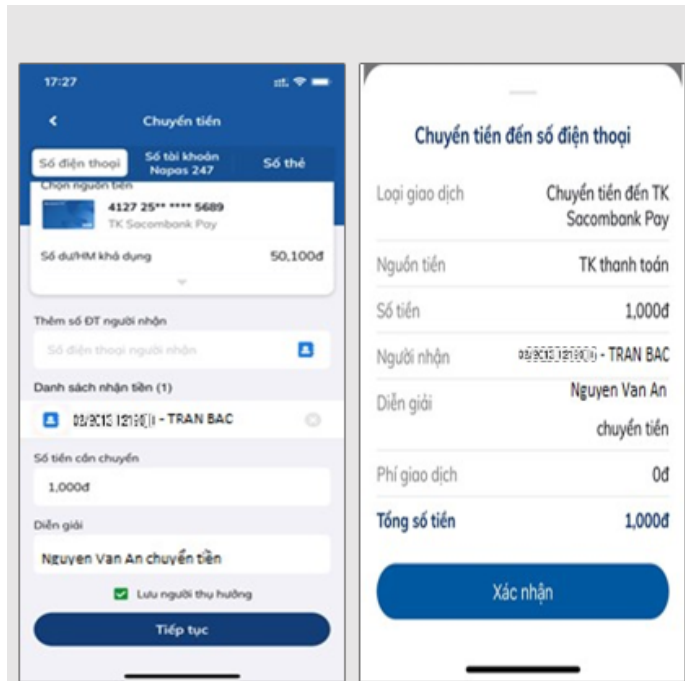 17:27
Chuyển tiền
Số điện thoại
Số tài khoản
Napas 247
Số thẻ
Chọn nguồn tiền
4127 25** **** 5689
TK Sacombank Pay
Số dư/HM khả dụng
50,100đ
Thêm số ĐT người nhận
Số điện thoại người nhận
Danh sách nhận tiền (1)
- TRAN BAC
Số tiền cần chuyển
1,000đ
Diễn giải
Nguyen Van An chuyển tiền
Lưu người thụ hưởng
Tiếp tục
Chuyển tiền đến số điện thoại
Loại giao dịch
Chuyển tiền đến TK
Sacombank Pay
Nguồn tiền
TK thanh toán
Số tiền
1,000đ
Người nhận
- TRAN BAC
Diễn giải
Nguyen Van An
chuyển tiền
Phí giao dịch
0đ
Tổng số tiền
1,000đ
Xác nhận